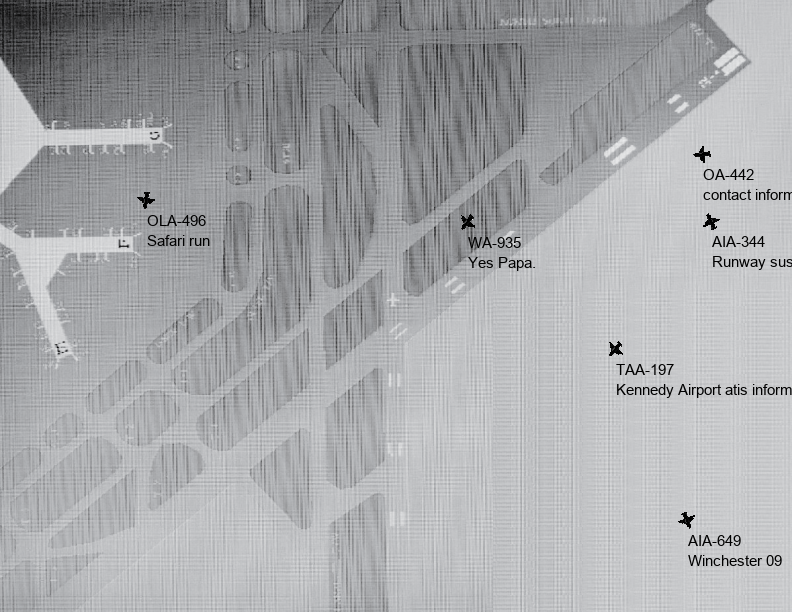 OA-442
contact inform
OLA-496
Safari run
WA-935
Yes Papa.
AIA-344
Runway sus
TAA-197
Kennedy Airport atis inform
AIA-649
Winchester 09